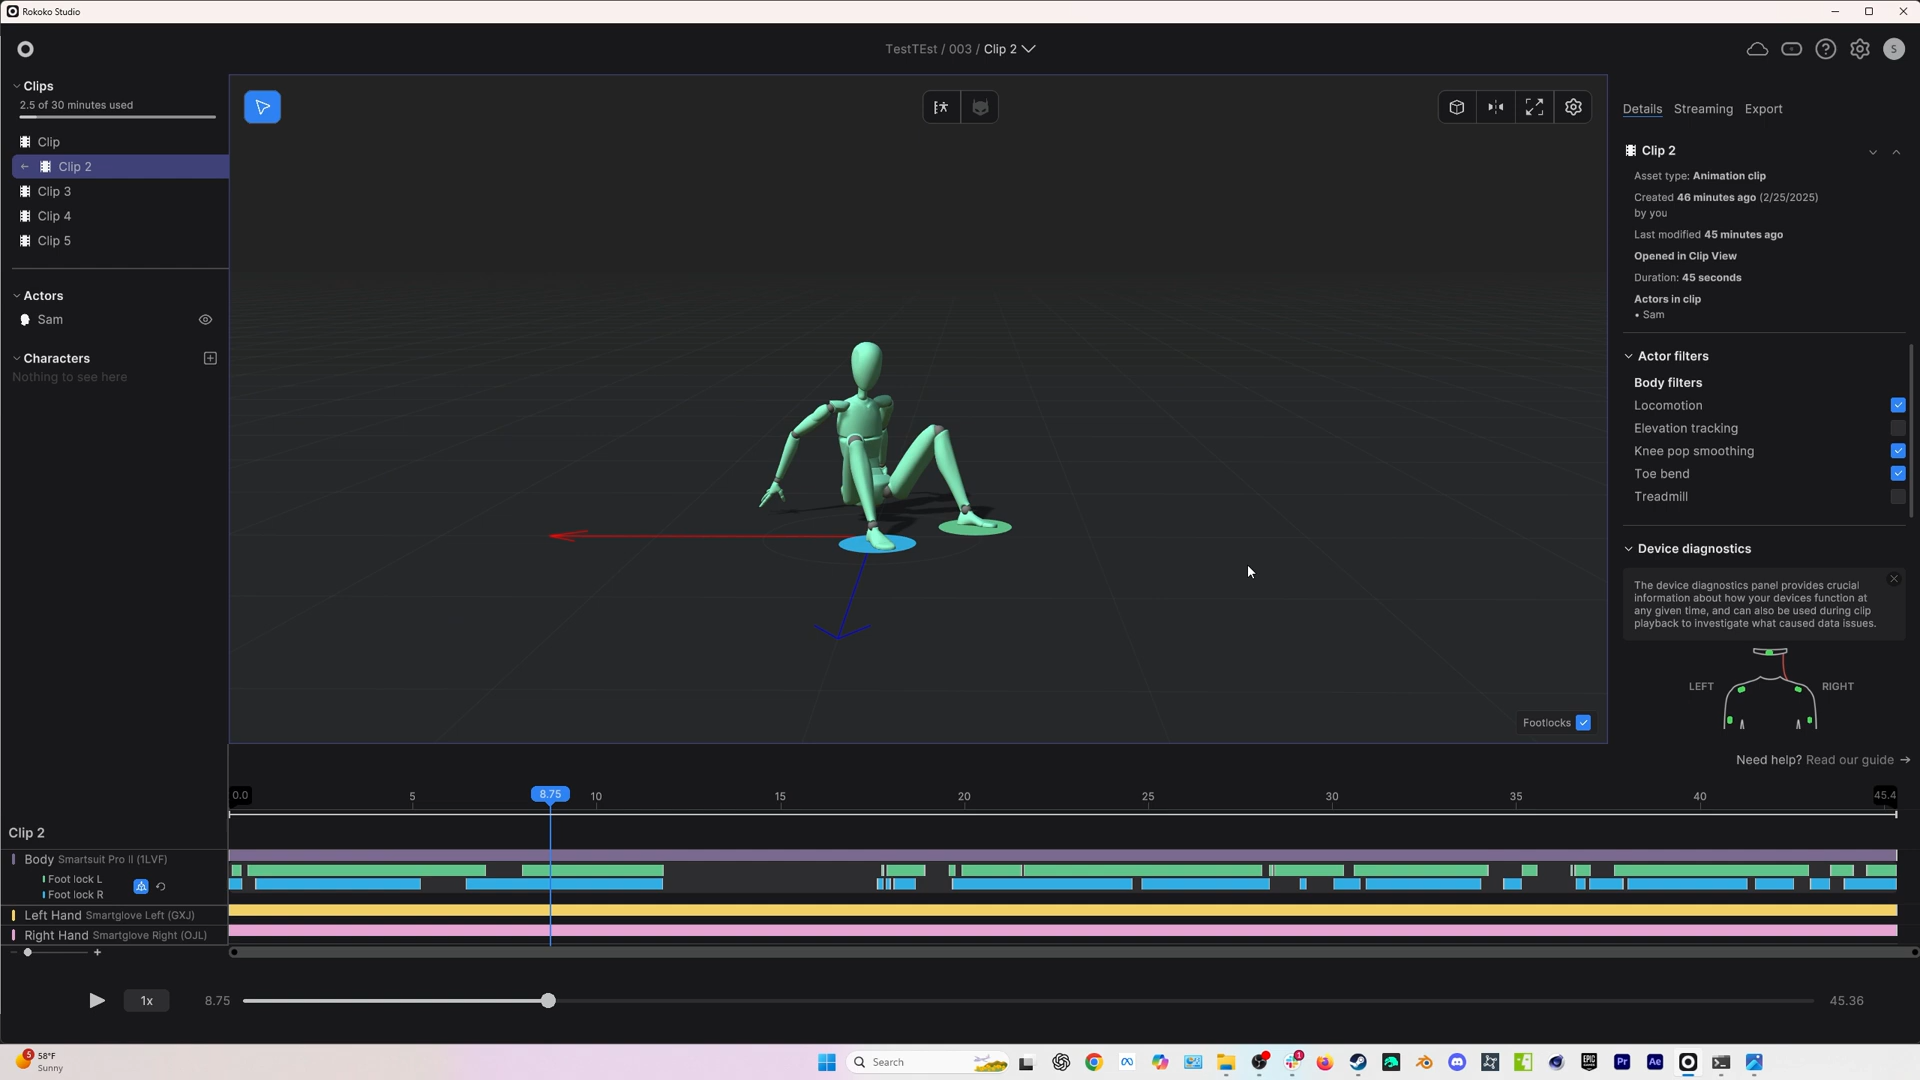 Rokoko Studio
TestTEst / 003 / Clip 2
S
Clips
2.5 of 30 minutes used
Clip
Clip 2
Clip 3
Clip 4
Clip 5
Actors
Sam
Characters
Nothing to see here
Footlocks
Details Streaming Export
Clip 2
Asset type: Animation clip
Created 46 minutes ago (2/25/2025)
by you
Last modified 45 minutes ago
Opened in Clip View
Duration: 45 seconds
Actors in clip
• Sam
Actor filters
Body filters
Locomotion
Elevation tracking
Knee pop smoothing
Toe bend
Treadmill
Device diagnostics
The device diagnostics panel provides crucial
information about how your devices function at
any given time, and can also be used during clip
playback to investigate what caused data issues.
LEFT RIGHT
Need help? Read our guide →
0.0 5 8.75 10 15 20 25 30 35 40 45.4
Clip 2
Body Smartsuit Pro II (1LVF)
Foot lock L
Foot lock R
Left Hand Smartglove Left (GXJ)
Right Hand Smartglove Right (OJL)
- +
1x 8.75 45.36
5 58°F
Sunny
Search
1
EPIC
Pr
Ae